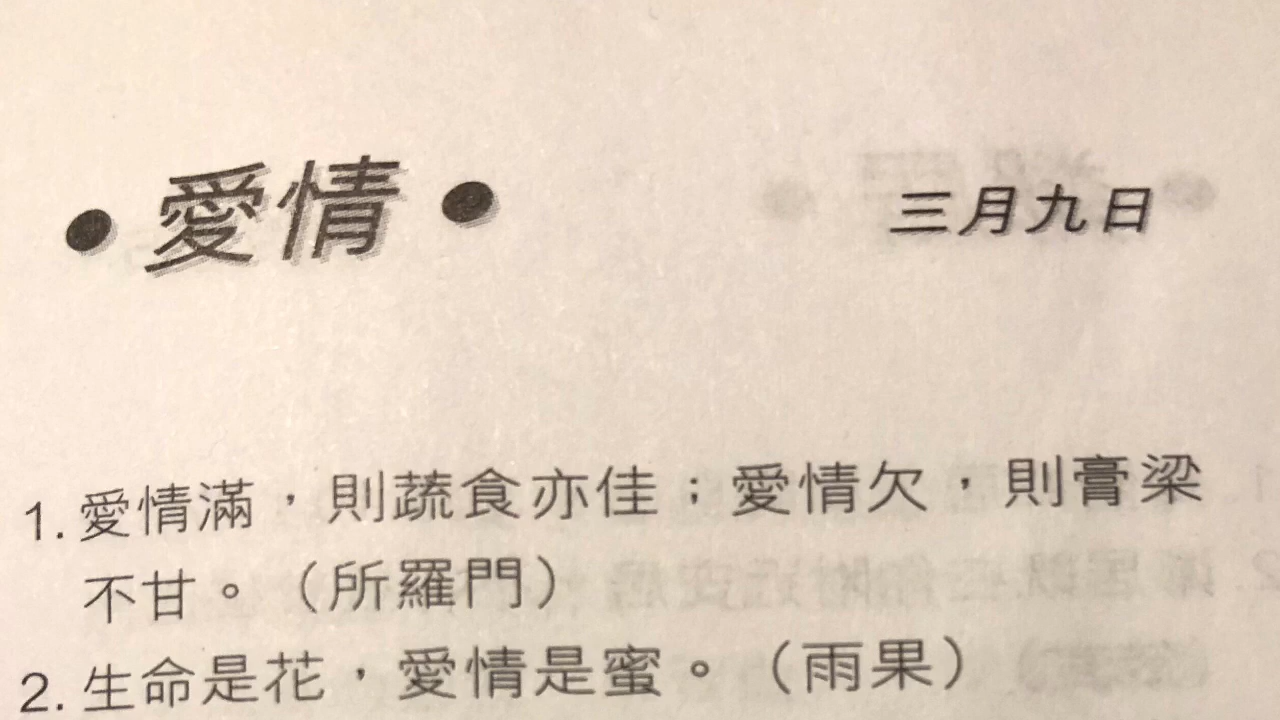 •愛情•
三月九日
1. 愛情滿，則蔬食亦佳；愛情欠，則膏梁
不甘。（所羅門）
2. 生命是花，愛情是蜜。（雨果）